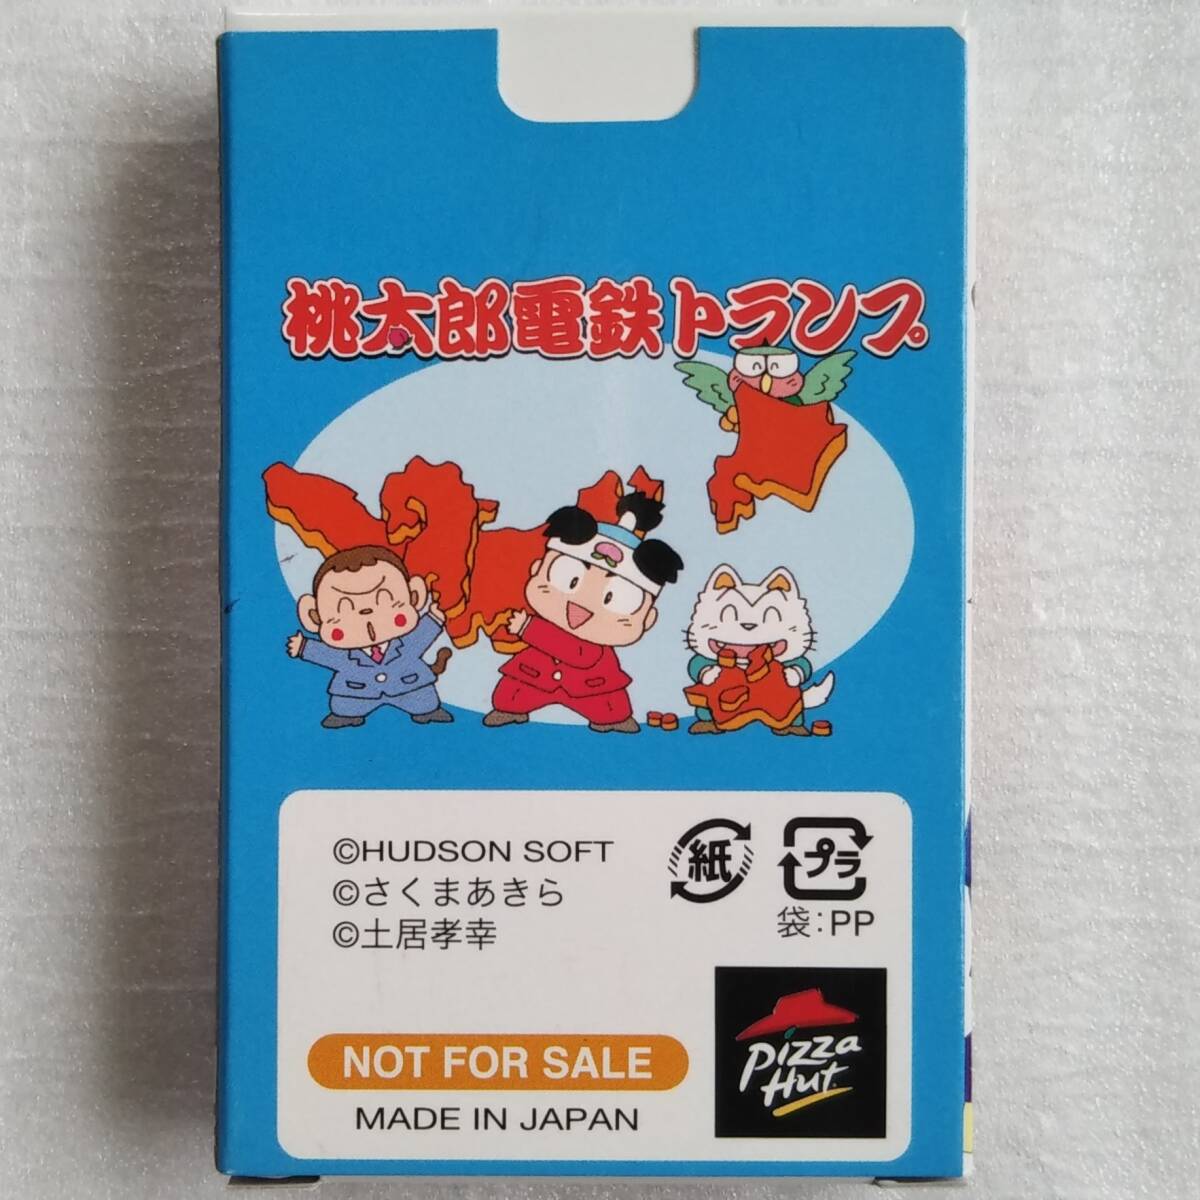 桃太郎電鉄トランプ
©HUDSON SOFT
©さくまあきら
©土居孝幸
紙
プラ
袋:PP
NOT FOR SALE
MADE IN JAPAN
Pizza
Hut